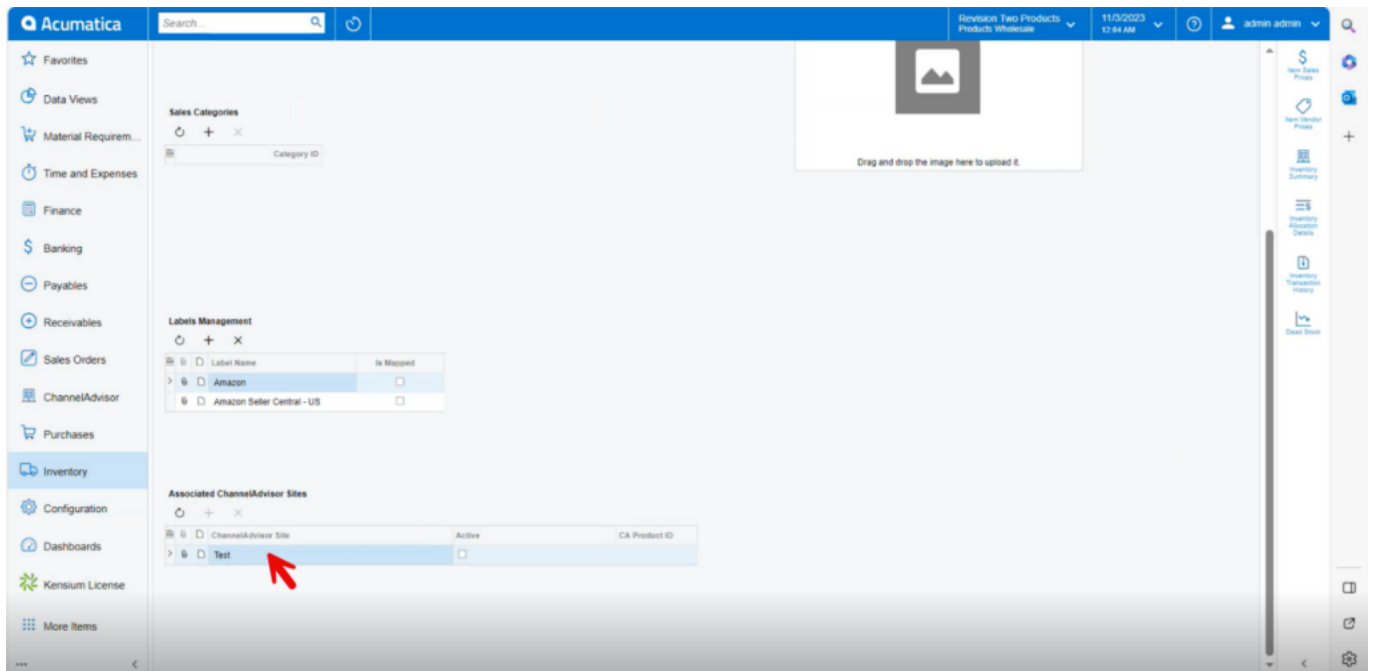 Acumatica
Search...
Revision Two Products
Products Wholesale
11/3/2023
12:04 AM
admin admin
Favorites
Data Views
Material Requirem...
Time and Expenses
Finance
Banking
Payables
Receivables
Sales Orders
ChannelAdvisor
Purchases
Inventory
Configuration
Dashboards
Kensium License
More Items
Sales Categories
Category ID
Drag and drop the image here to upload it.
Labels Management
Label Name Is Mapped
Amazon
Amazon Seller Central - US
Associated ChannelAdvisor Sites
ChannelAdvisor Site Active CA Product ID
Test
Item Sales
Prices
Item Vendor
Prices
Inventory
Summary
Inventory
Allocation
Details
Inventory
Transaction
History
Dead Stock